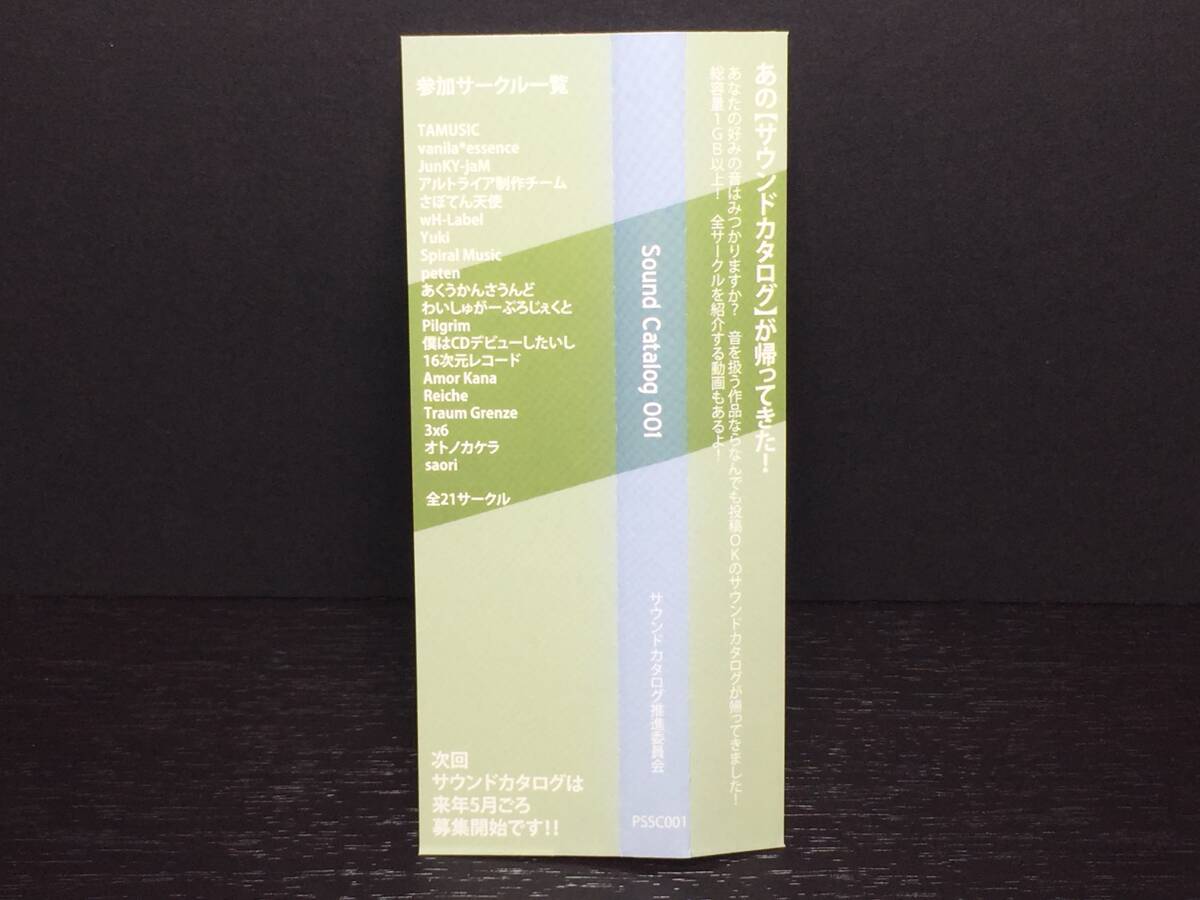 参加サークル一覧
TAMUSIC
vanila*essence
JunKY-jaM
アルトライア制作チーム
さぼてん天使
wH-Label
Yuki
Spiral Music
peten
あくうかんさうんど
わいしゅがーぷろじぇくと
Pilgrim
僕はCDデビューしたいし
16次元レコード
Amor Kana
Reiche
Traum Grenze
3x6
オトノカケラ
saori
全21サークル
次回
サウンドカタログは
来年5月ごろ
募集開始です!!
Sound Catalog 001
サウンドカタログ推進委員会
PSSC001
あの【サウンドカタログ】が帰ってきた!
あなたの好みの音はみつかりますか? 音を扱う作品ならなんでも投稿OKのサウンドカタログが帰ってきました!
総容量1GB以上! 全サークルを紹介する動画もあるよ!